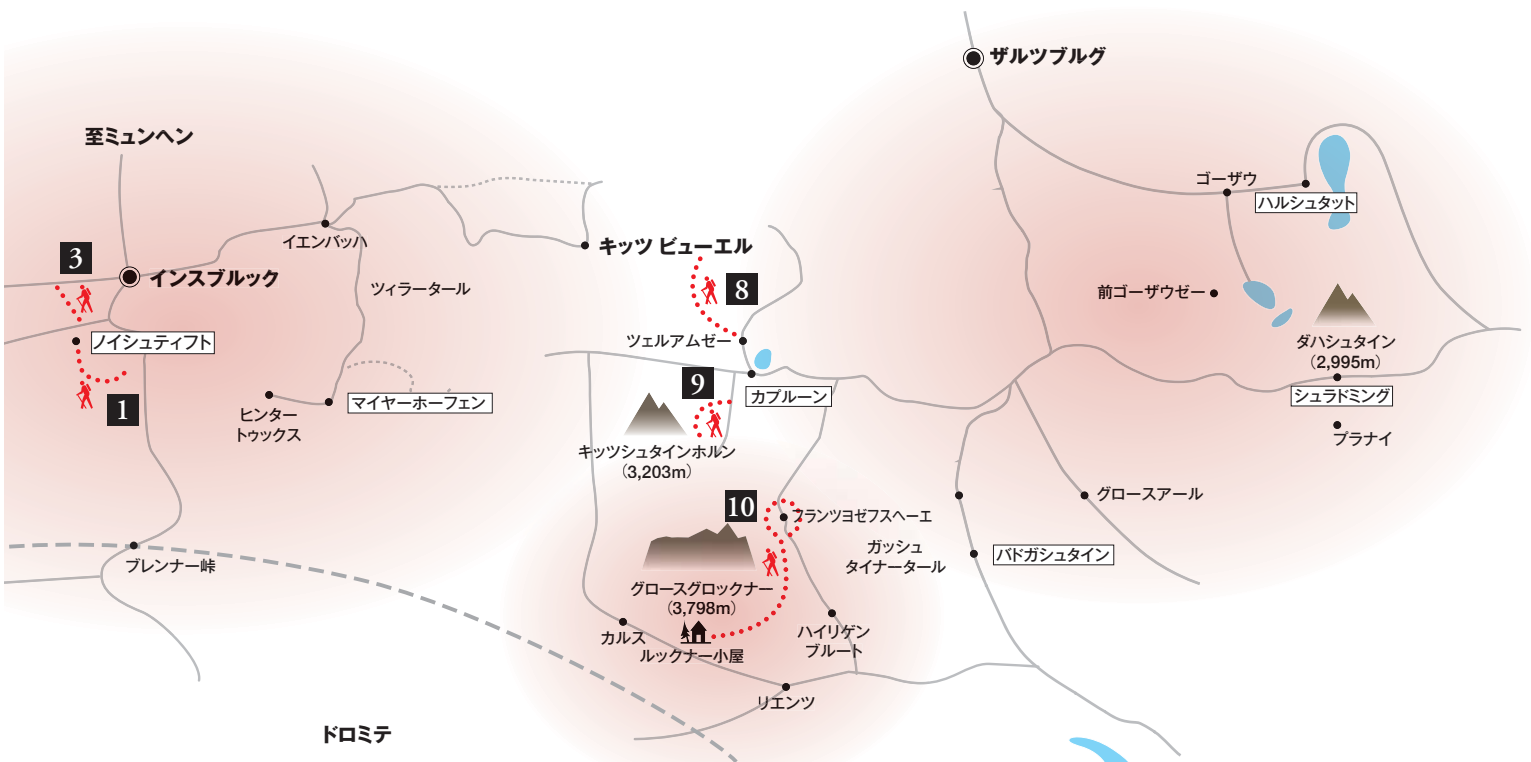 ザルツブルグ
至ミュンヘン
ゴーザウ
ハルシュタット
イエンバッハ
キッツ ビューエル
3
インスブルック
ツィラータール
8
前ゴーザウゼー
ノイシュティフト
ツェルアムゼー
ダハシュタイン
(2,995m)
9
カプルーン
シュラドミング
1
ヒンター
トゥックス
マイヤーホーフェン
プラナイ
キッツシュタインホルン
(3,203m)
10
グロースアール
フランツヨゼフスヘーエ
ガッシュ
タイナータール
バドガシュタイン
ブレンナー峠
グロースグロックナー
(3,798m)
カルス
ルックナー小屋
ハイリゲン
ブルート
リエンツ
ドロミテ